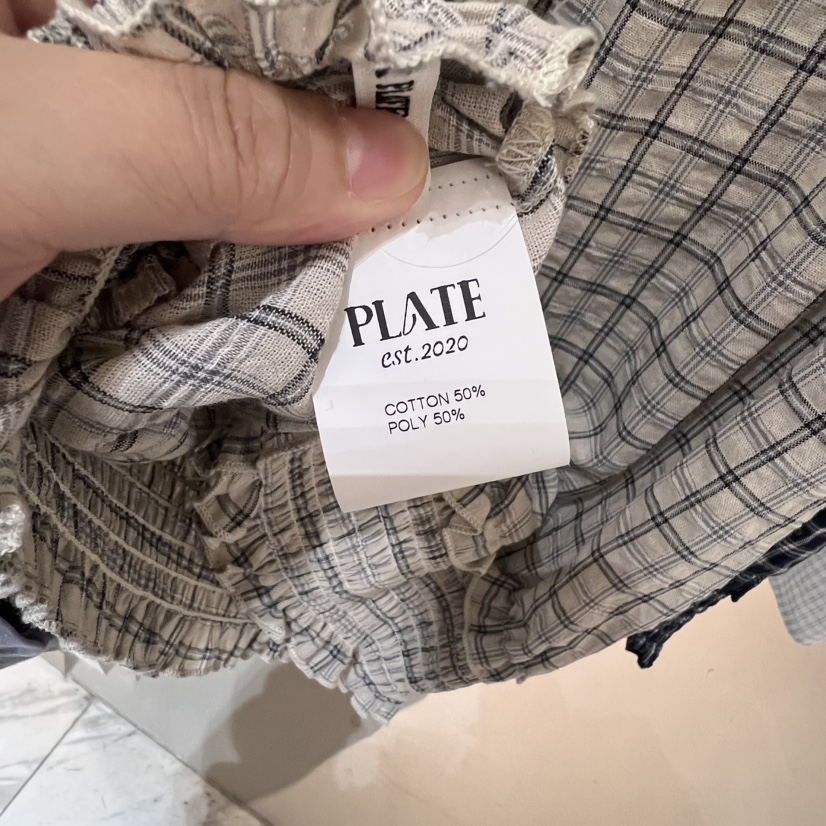 PLATE
est.2020
COTTON 50%
POLY 50%